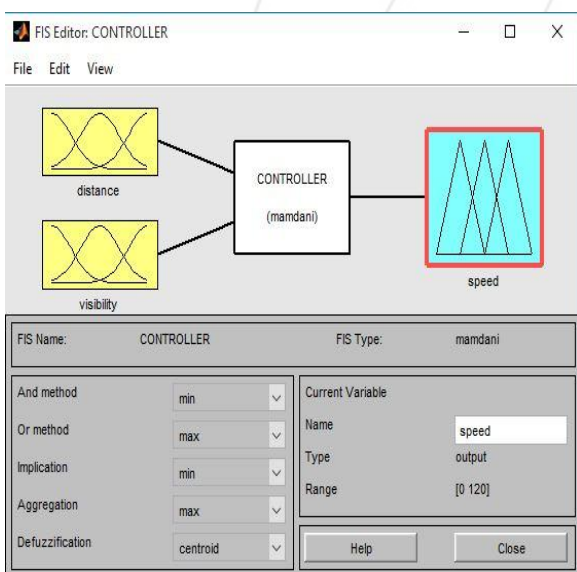 FIS Editor: CONTROLLER
File Edit View
distance
visibility
CONTROLLER
(mamdani)
speed
FIS Name: CONTROLLER FIS Type: mamdani
And method min
Or method max
Implication min
Aggregation max
Defuzzification centroid
Current Variable
Name speed
Type output
Range [0 120]
Help Close